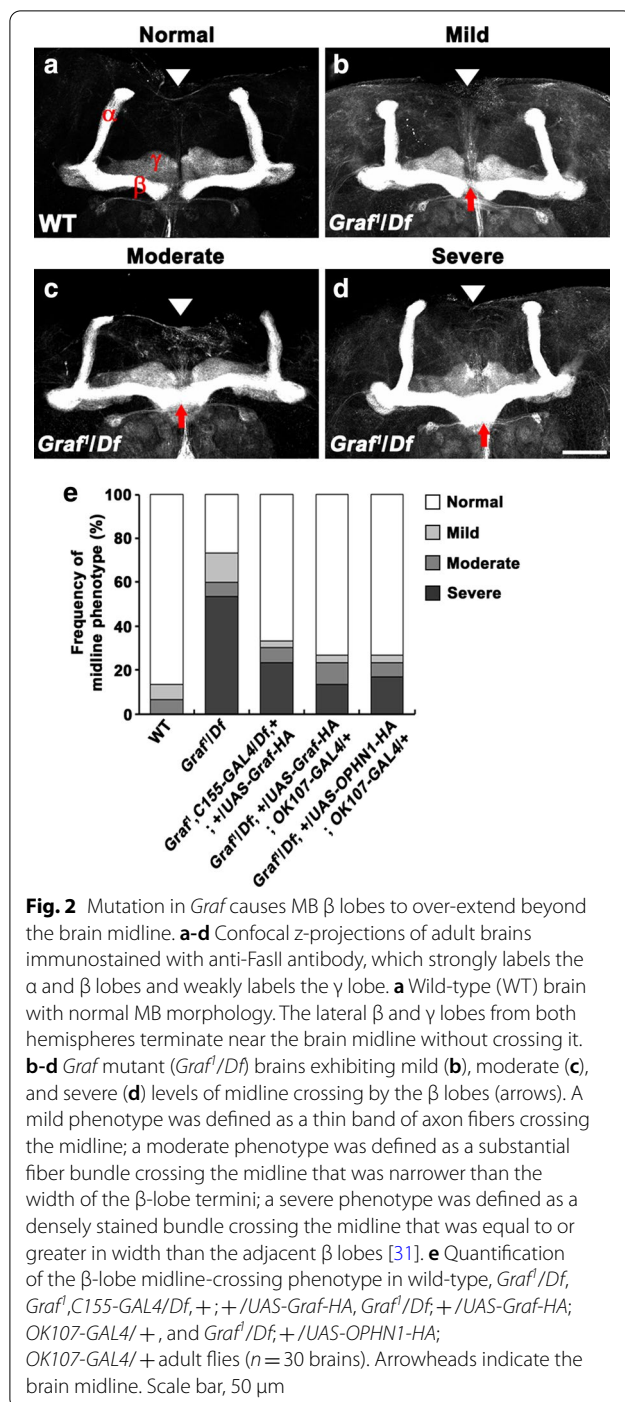 Normal
Mild
a
α
γ
β
WT
b
Graf¹/Df
Moderate
Severe
c
Graf¹/Df
d
Graf¹/Df
e
Frequency of
midline phenotype (%)
100
80
60
40
20
0
Normal
Mild
Moderate
Severe
WT
Graf¹/Df
Graf¹,C155-GAL4/Df,+
; +/UAS-Graf-HA
Graf¹/Df; +/UAS-Graf-HA
; OK107-GAL4/+
Graf¹/Df; +/UAS-OPHN1-HA
; OK107-GAL4/+
Fig. 2 Mutation in Graf causes MB β lobes to over-extend beyond
the brain midline. a-d Confocal z-projections of adult brains
immunostained with anti-FasII antibody, which strongly labels the
α and β lobes and weakly labels the γ lobe. a Wild-type (WT) brain
with normal MB morphology. The lateral β and γ lobes from both
hemispheres terminate near the brain midline without crossing it.
b-d Graf mutant (Graf¹/Df) brains exhibiting mild (b), moderate (c),
and severe (d) levels of midline crossing by the β lobes (arrows). A
mild phenotype was defined as a thin band of axon fibers crossing
the midline; a moderate phenotype was defined as a substantial
fiber bundle crossing the midline that was narrower than the
width of the β-lobe termini; a severe phenotype was defined as a
densely stained bundle crossing the midline that was equal to or
greater in width than the adjacent β lobes [31]. e Quantification
of the β-lobe midline-crossing phenotype in wild-type, Graf¹/Df,
Graf¹,C155-GAL4/Df, + ; + /UAS-Graf-HA, Graf¹/Df; + /UAS-Graf-HA;
OK107-GAL4/ + , and Graf¹/Df; + /UAS-OPHN1-HA;
OK107-GAL4/ + adult flies (n = 30 brains). Arrowheads indicate the
brain midline. Scale bar, 50 μm